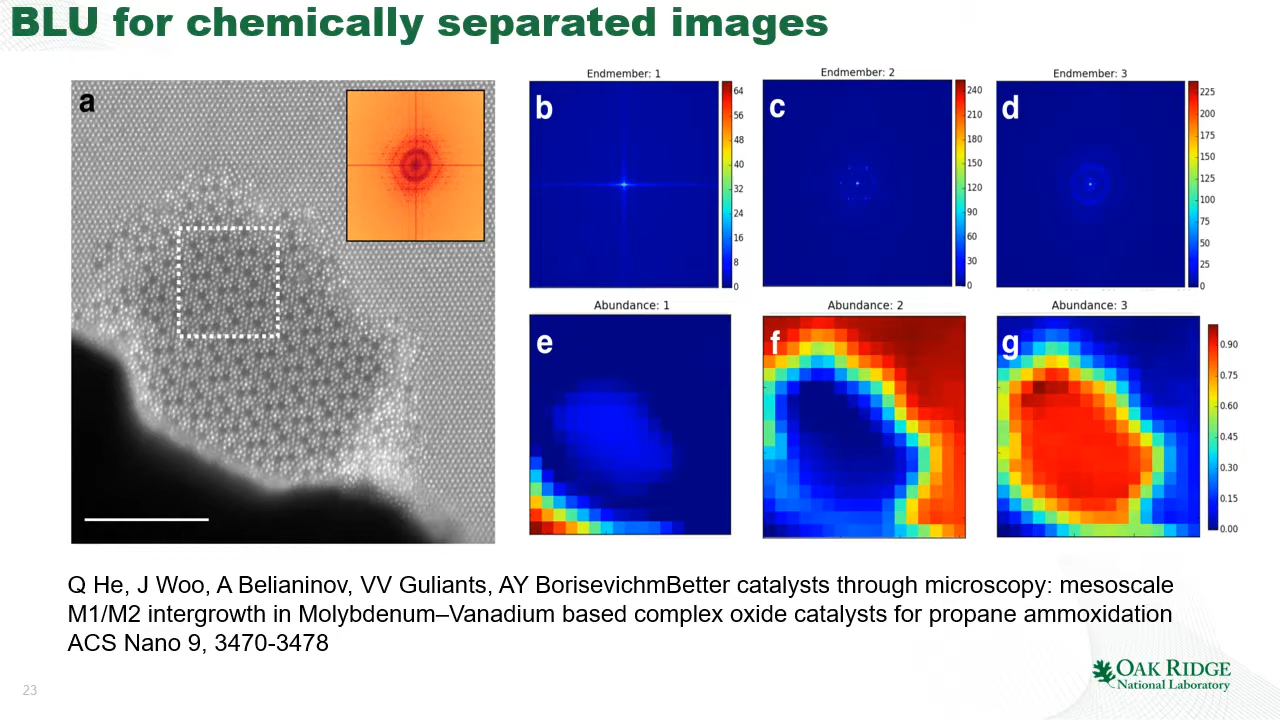 BLU for chemically separated images
a
Endmember: 1
b
64
56
48
40
32
24
16
8
0
Endmember: 2
c
240
210
180
150
120
90
60
30
0
Endmember: 3
d
225
200
175
150
125
100
75
50
25
0
Abundance: 1
e
Abundance: 2
f
Abundance: 3
g
0.90
0.75
0.60
0.45
0.30
0.15
0.00
Q He, J Woo, A Belianinov, VV Guliants, AY BorisevichmBetter catalysts through microscopy: mesoscale
M1/M2 intergrowth in Molybdenum–Vanadium based complex oxide catalysts for propane ammoxidation
ACS Nano 9, 3470-3478
23
OAK RIDGE
National Laboratory